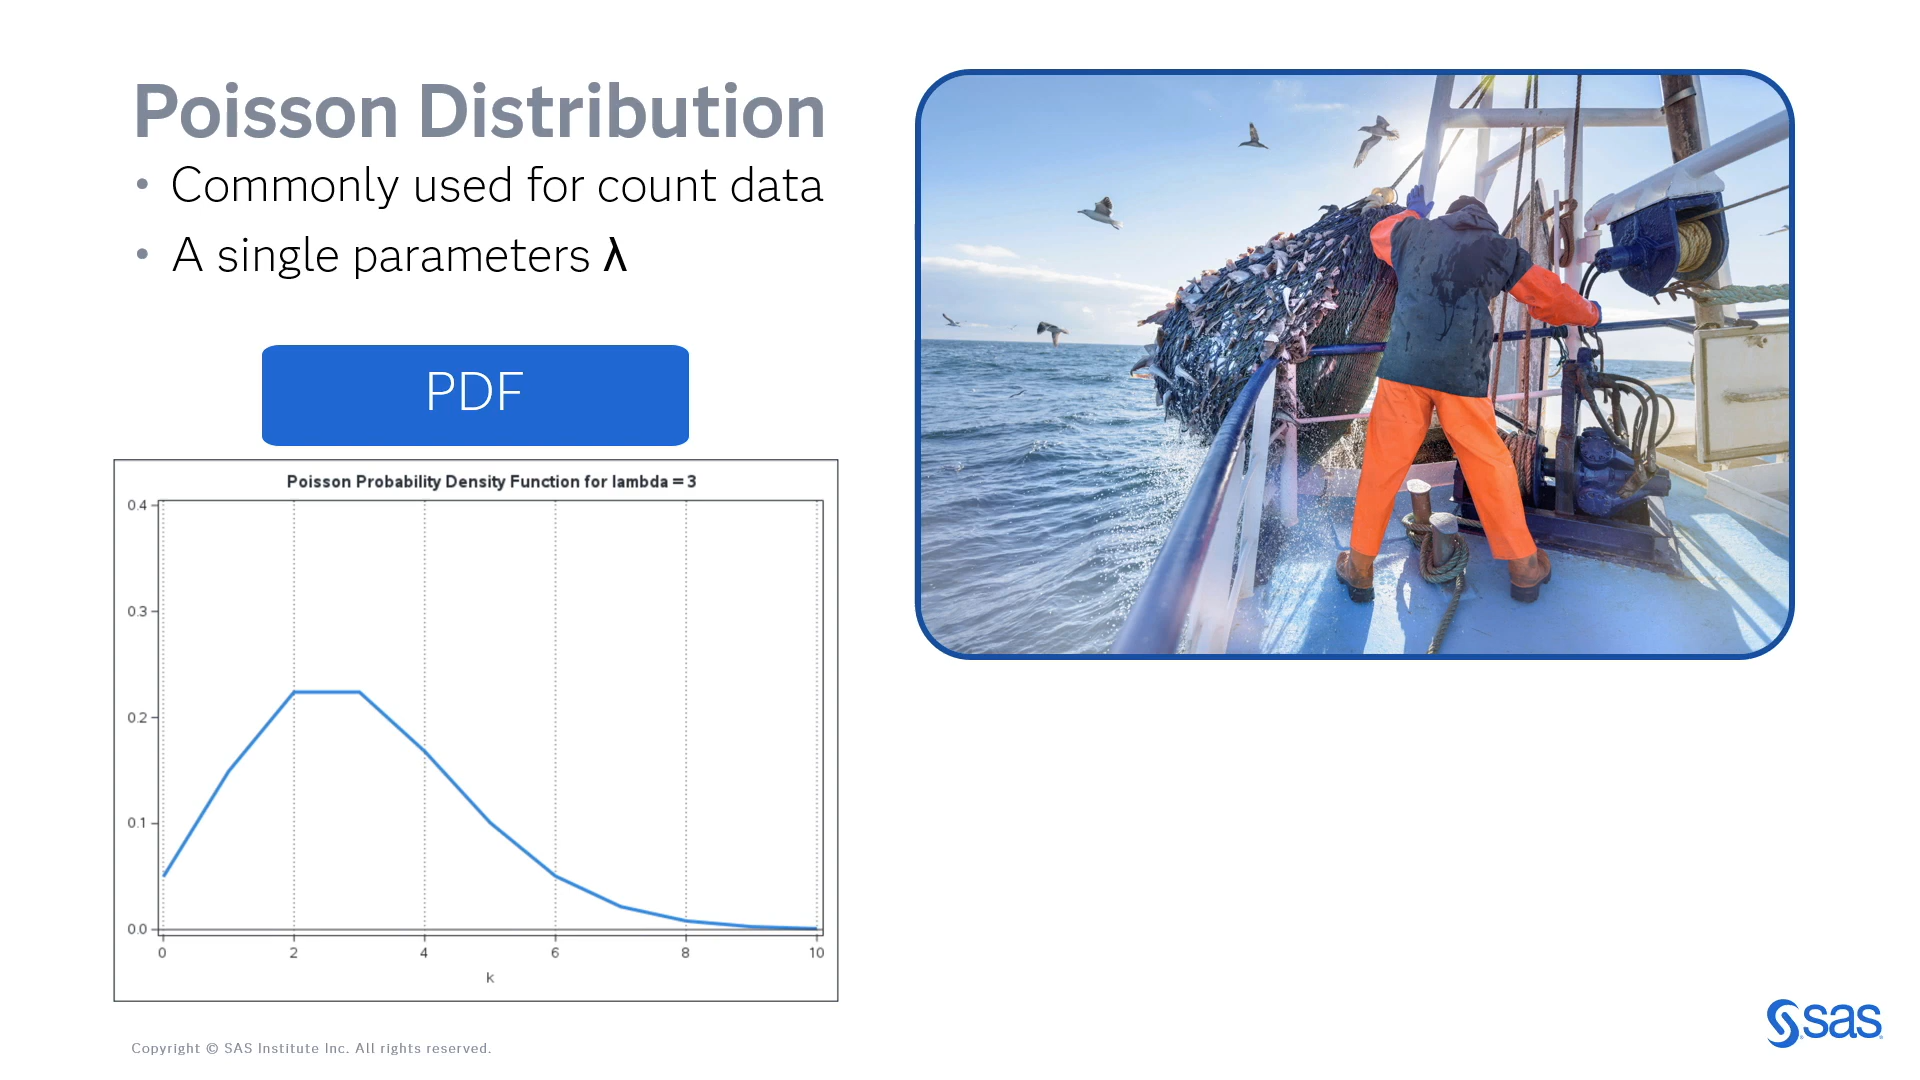 Poisson Distribution
• Commonly used for count data
• A single parameters λ
PDF
Poisson Probability Density Function for lambda = 3
0.4
0.3
0.2
0.1
0.0
0 2 4 6 8 10
k
Copyright © SAS Institute Inc. All rights reserved.
sas